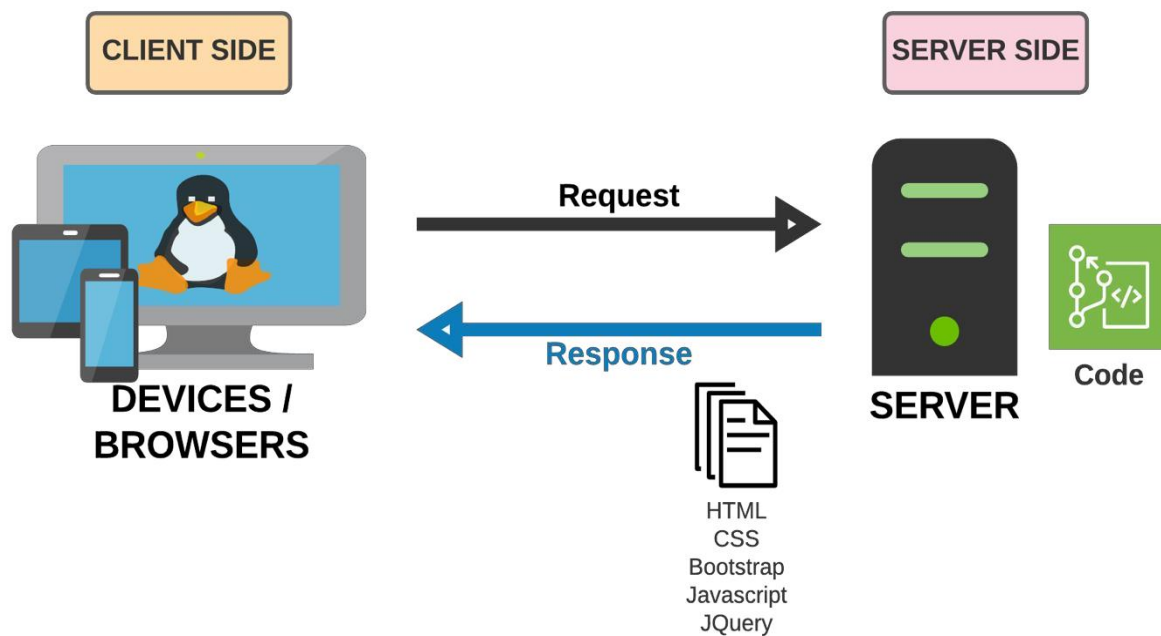 CLIENT SIDE
SERVER SIDE
Request
Response
</>
Code
DEVICES /
BROWSERS
SERVER
HTML
CSS
Bootstrap
Javascript
JQuery